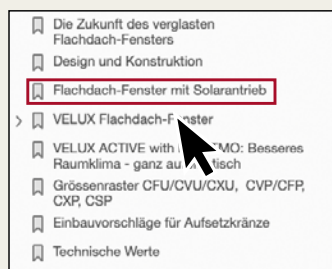 Die Zukunft des verglasten
Flachdach-Fensters
Design und Konstruktion
Flachdach-Fenster mit Solarantrieb
VELUX Flachdach-Fenster
VELUX ACTIVE with : Besseres
Raumklima - ganz
Grössenraster CFU/CVU/CXU, CVP/CFP,
CXP, CSP
Einbauvorschläge für Aufsetzkränze
Technische Werte